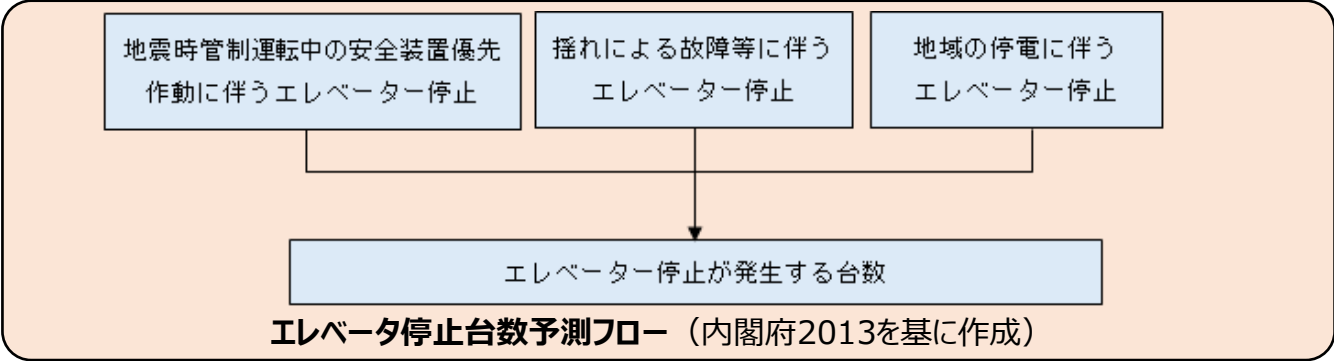 地震時管制運転中の安全装置優先
作動に伴うエレベーター停止
揺れによる故障等に伴う
エレベーター停止
地域の停電に伴う
エレベーター停止
エレベーター停止が発生する台数
エレベータ停止台数予測フロー（内閣府2013を基に作成）